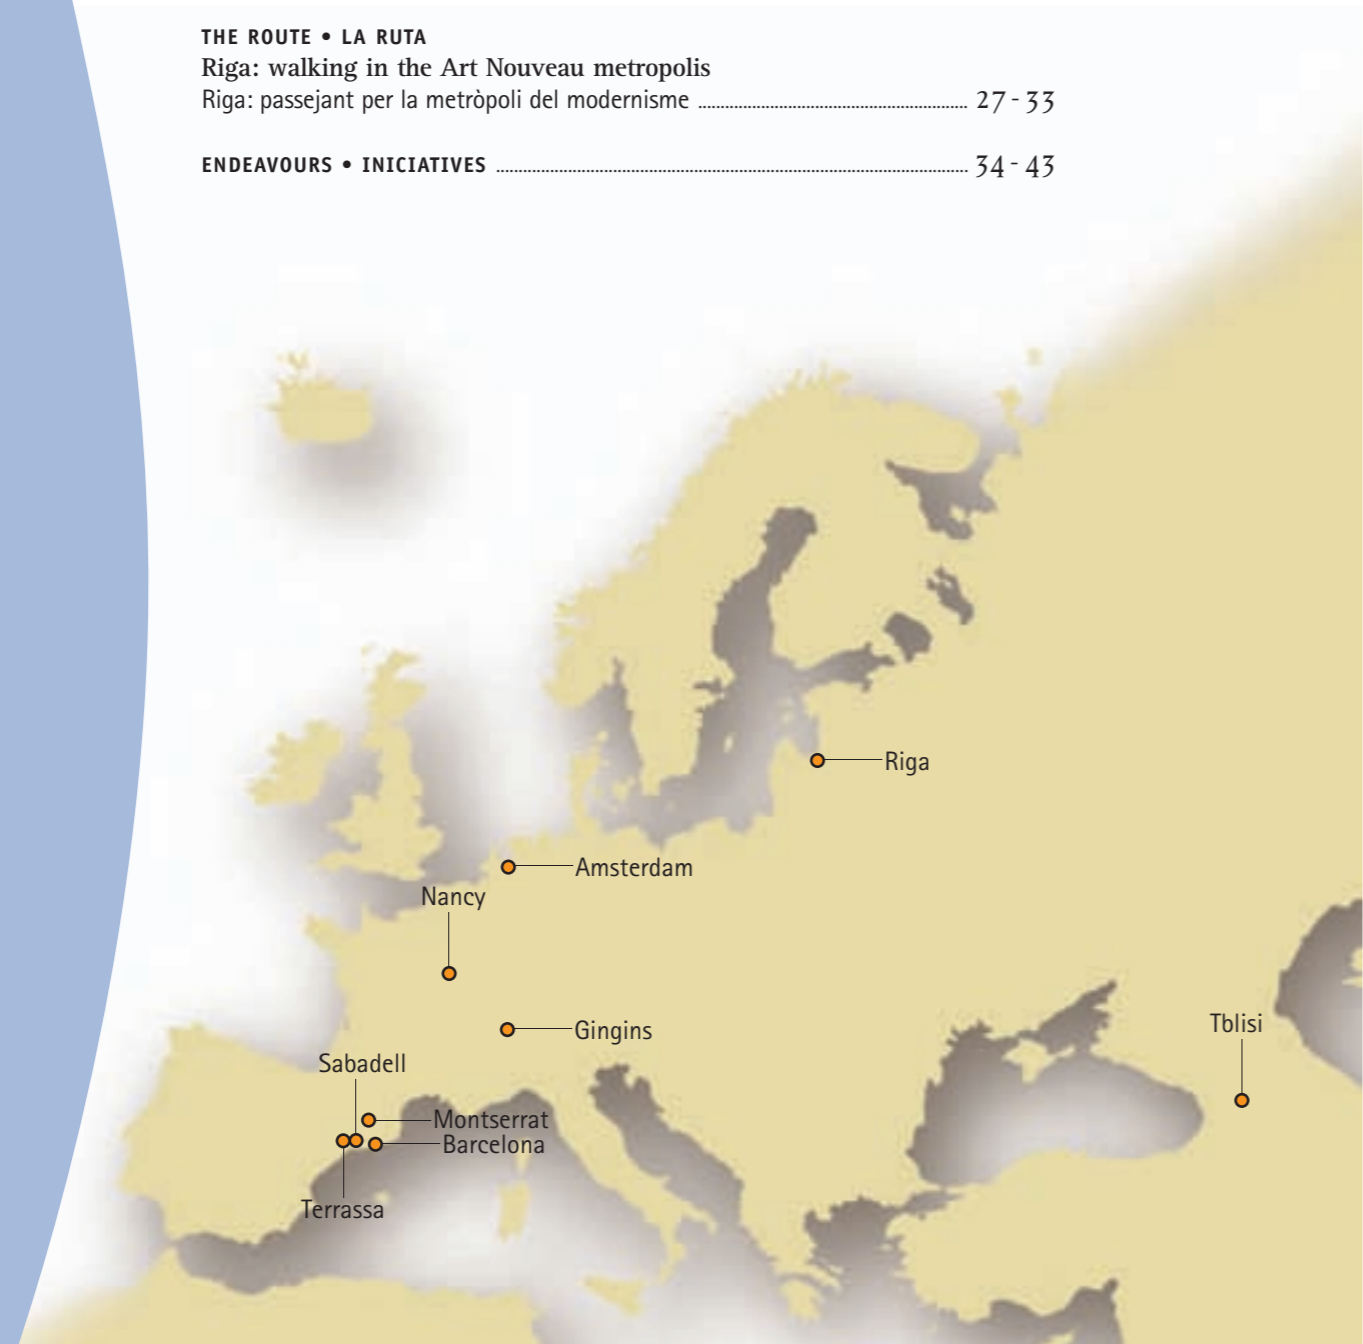 THE ROUTE • LA RUTA
Riga: walking in the Art Nouveau metropolis
Riga: passejant per la metròpoli del modernisme ............................................................ 27 - 33
ENDEAVOURS • INICIATIVES ......................................................................................................... 34 - 43
Riga
Amsterdam
Nancy
Gingins
Tblisi
Sabadell
Montserrat
Barcelona
Terrassa